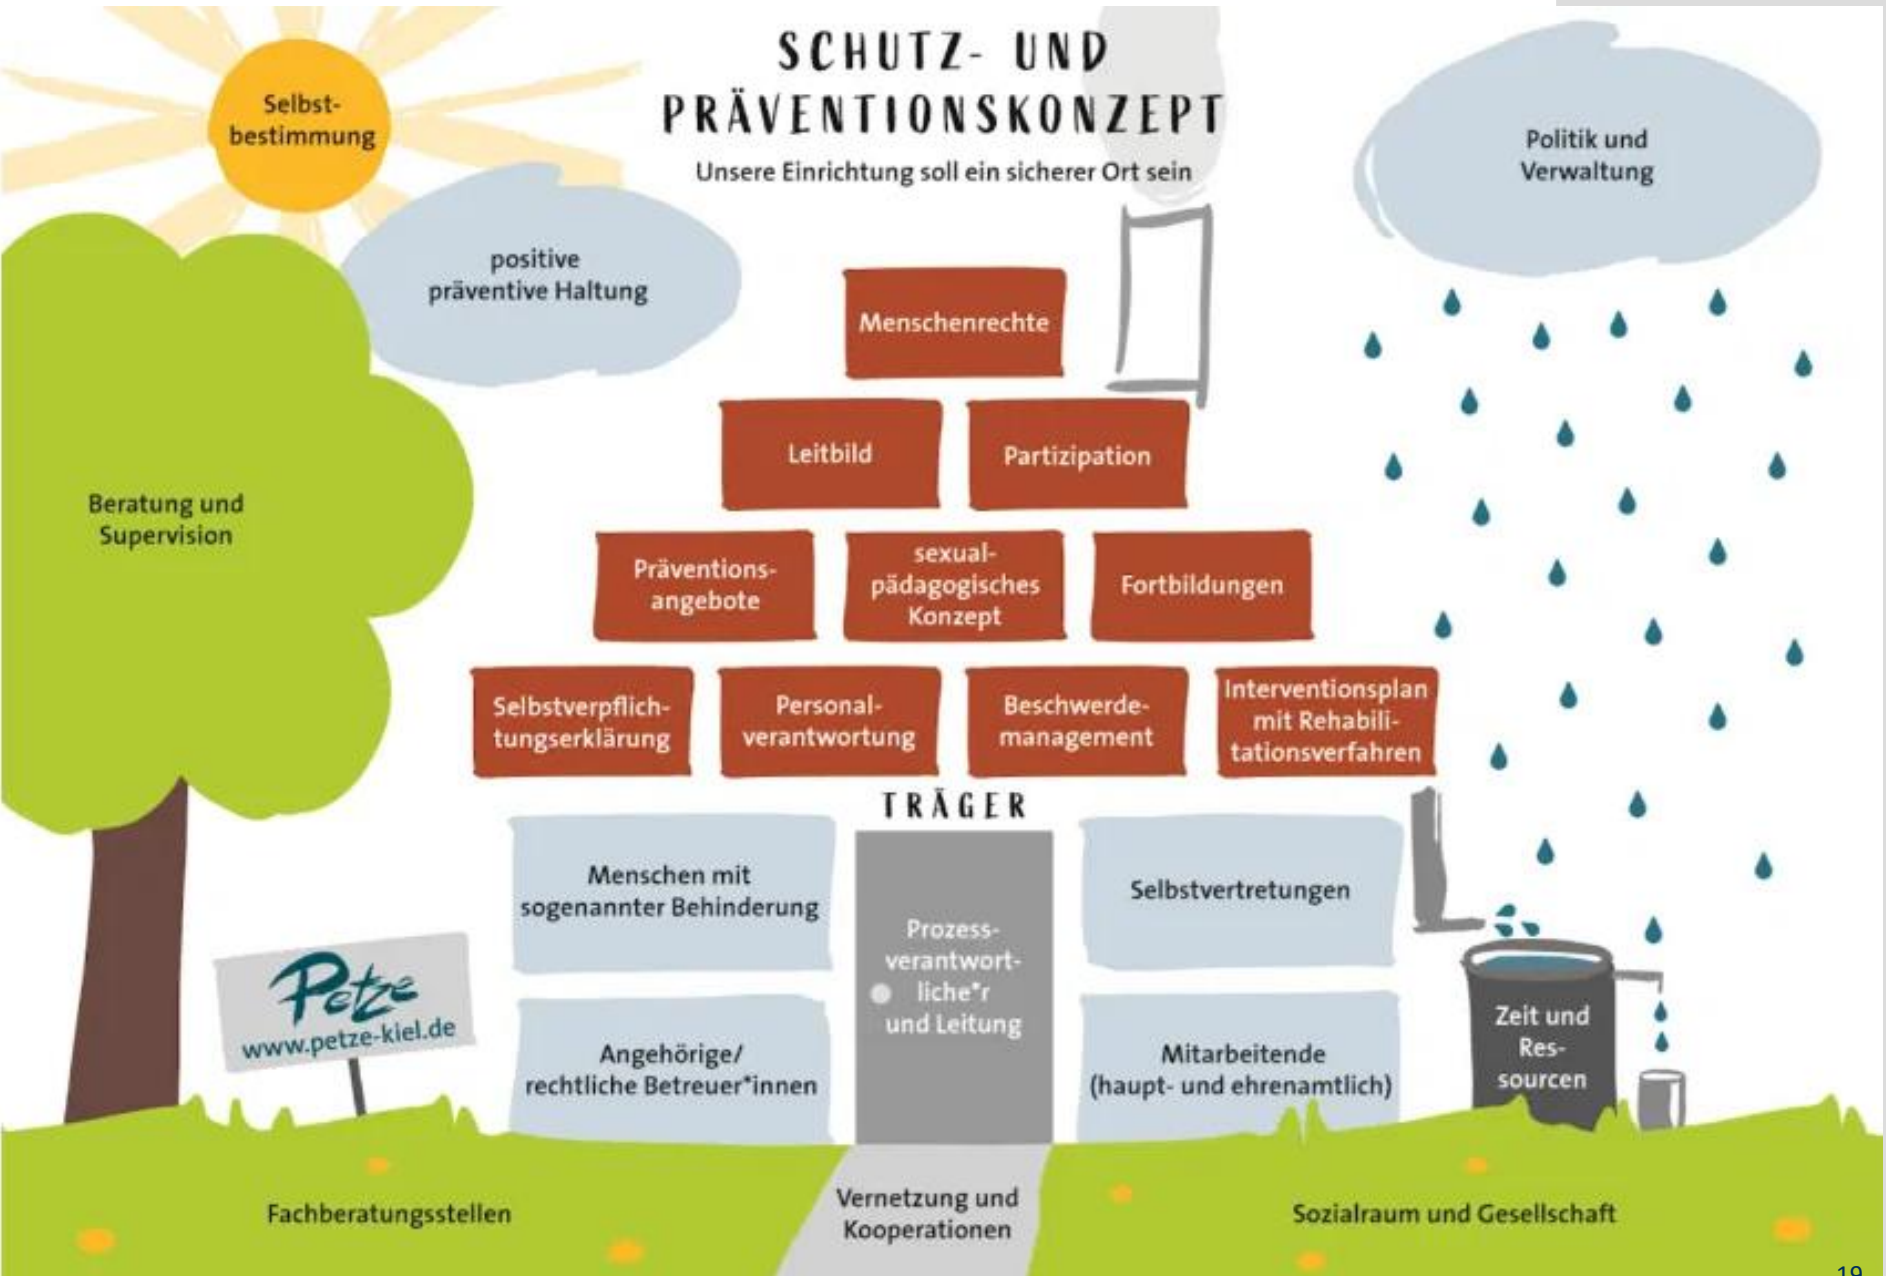 SCHUTZ- UND
PRÄVENTIONSKONZEPT
Unsere Einrichtung soll ein sicherer Ort sein
Selbst-
bestimmung
positive
präventive Haltung
Politik und
Verwaltung
Beratung und
Supervision
Menschenrechte
Leitbild
Partizipation
Präventions-
angebote
sexual-
pädagogisches
Konzept
Fortbildungen
Selbstverpflich-
tungserklärung
Personal-
verantwortung
Beschwerde-
management
Interventionsplan
mit Rehabili-
tationsverfahren
TRÄGER
Menschen mit
sogenannter Behinderung
Prozess-
verantwort-
liche*r
und Leitung
Selbstvertretungen
Angehörige/
rechtliche Betreuer*innen
Mitarbeitende
(haupt- und ehrenamtlich)
Petze
www.petze-kiel.de
Zeit und
Res-
sourcen
Fachberatungsstellen
Vernetzung und
Kooperationen
Sozialraum und Gesellschaft
19